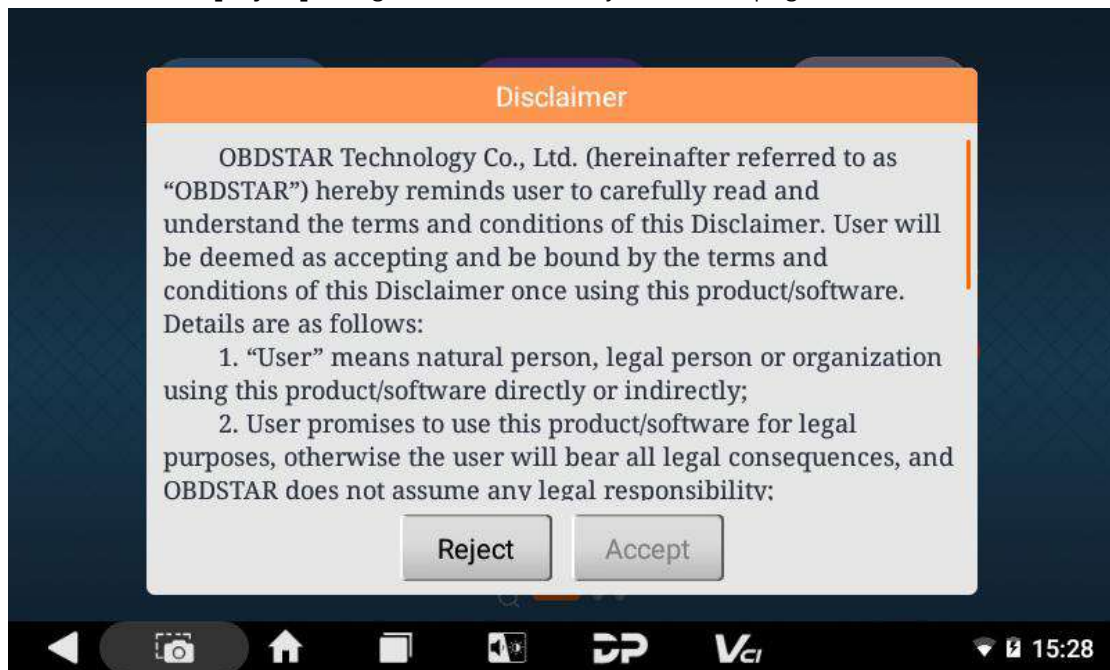 Disclaimer
OBDSTAR Technology Co., Ltd. (hereinafter referred to as
“OBDSTAR”) hereby reminds user to carefully read and
understand the terms and conditions of this Disclaimer. User will
be deemed as accepting and be bound by the terms and
conditions of this Disclaimer once using this product/software.
Details are as follows:
1. “User” means natural person, legal person or organization
using this product/software directly or indirectly;
2. User promises to use this product/software for legal
purposes, otherwise the user will bear all legal consequences, and
OBDSTAR does not assume any legal responsibility;
Reject Accept
DP VCI 15:28